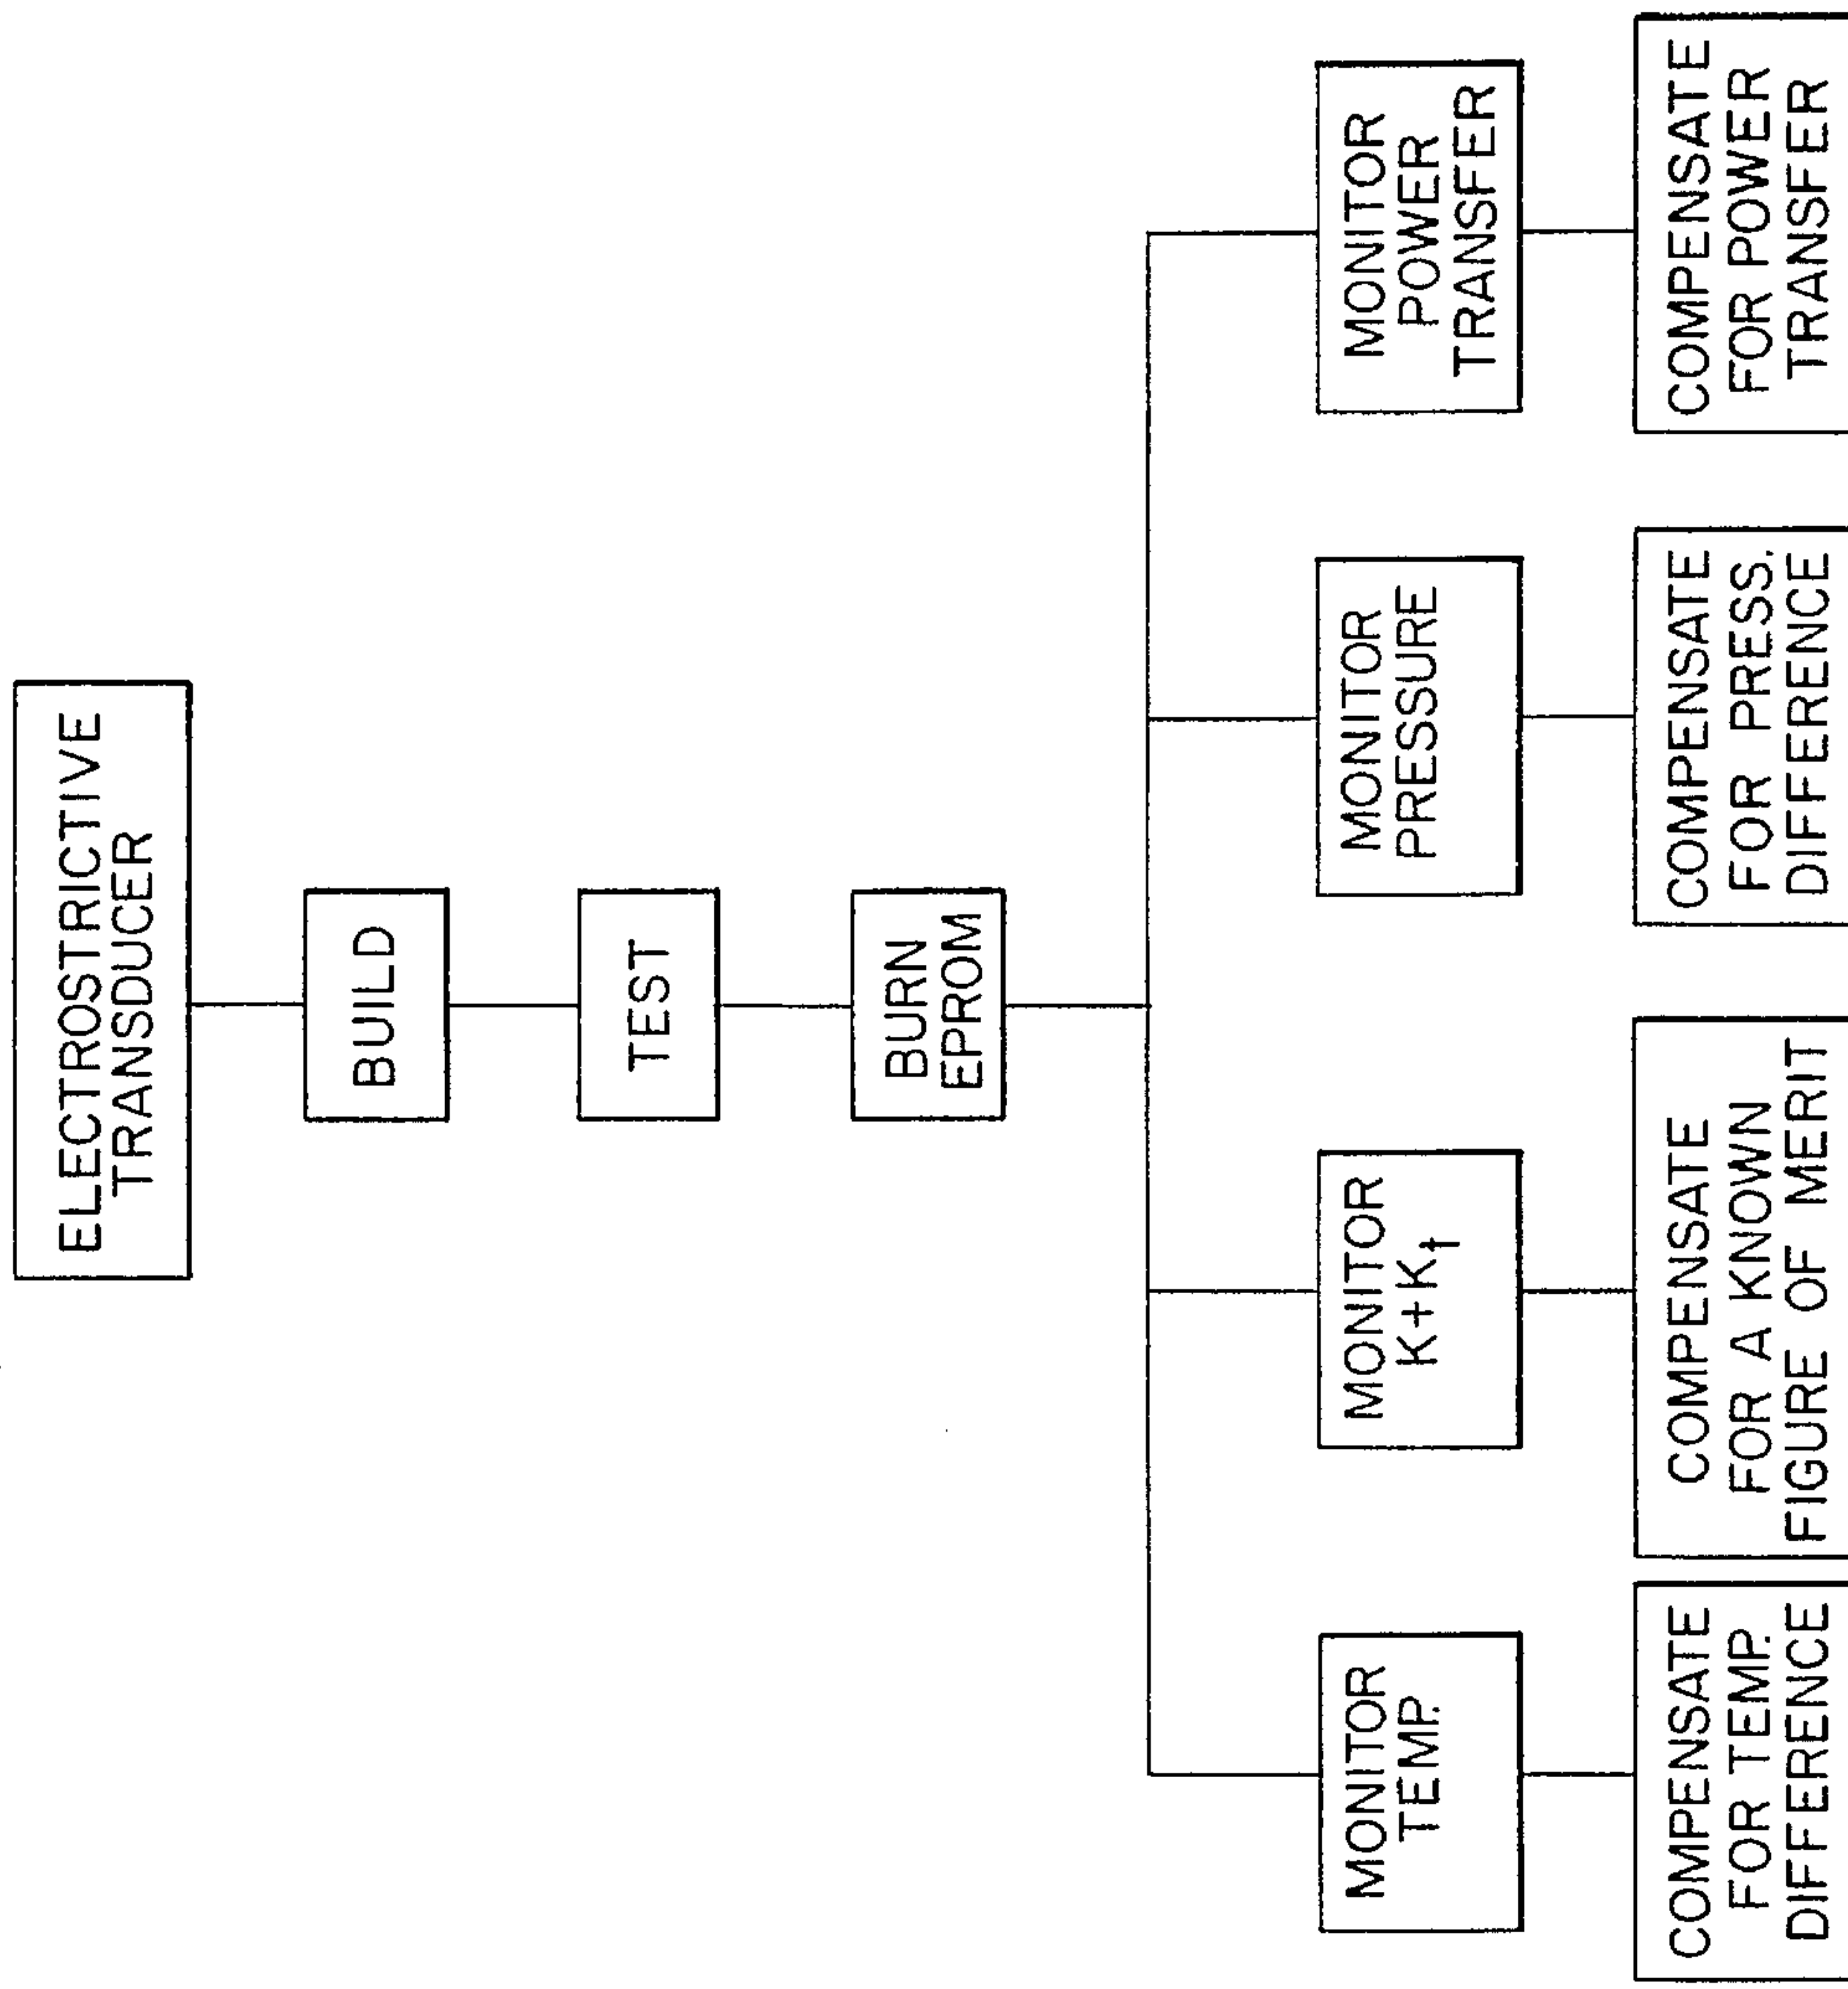 ELECTROSTRICTIVE
TRANSDUCER
BUILD
TEST
BURN
EPROM
MONITOR
TEMP.
MONITOR
K+Kt
MONITOR
PRESSURE
MONITOR
POWER
TRANSFER
COMPENSATE
FOR TEMP.
DIFFERENCE
COMPENSATE
FOR A KNOWN
FIGURE OF MERIT
COMPENSATE
FOR PRESS.
DIFFERENCE
COMPENSATE
FOR POWER
TRANSFER